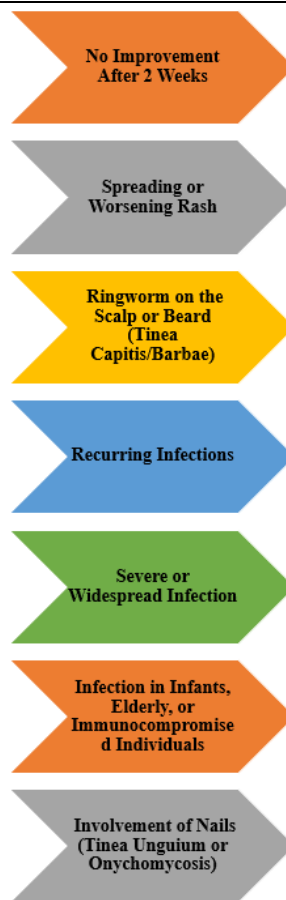 No Improvement
After 2 Weeks
Spreading or
Worsening Rash
Ringworm on the
Scalp or Beard
(Tinea
Capitis/Barbae)
Recurring Infections
Severe or
Widespread Infection
Infection in Infants,
Elderly, or
Immunocompromise
d Individuals
Involvement of Nails
(Tinea Unguium or
Onychomycosis)